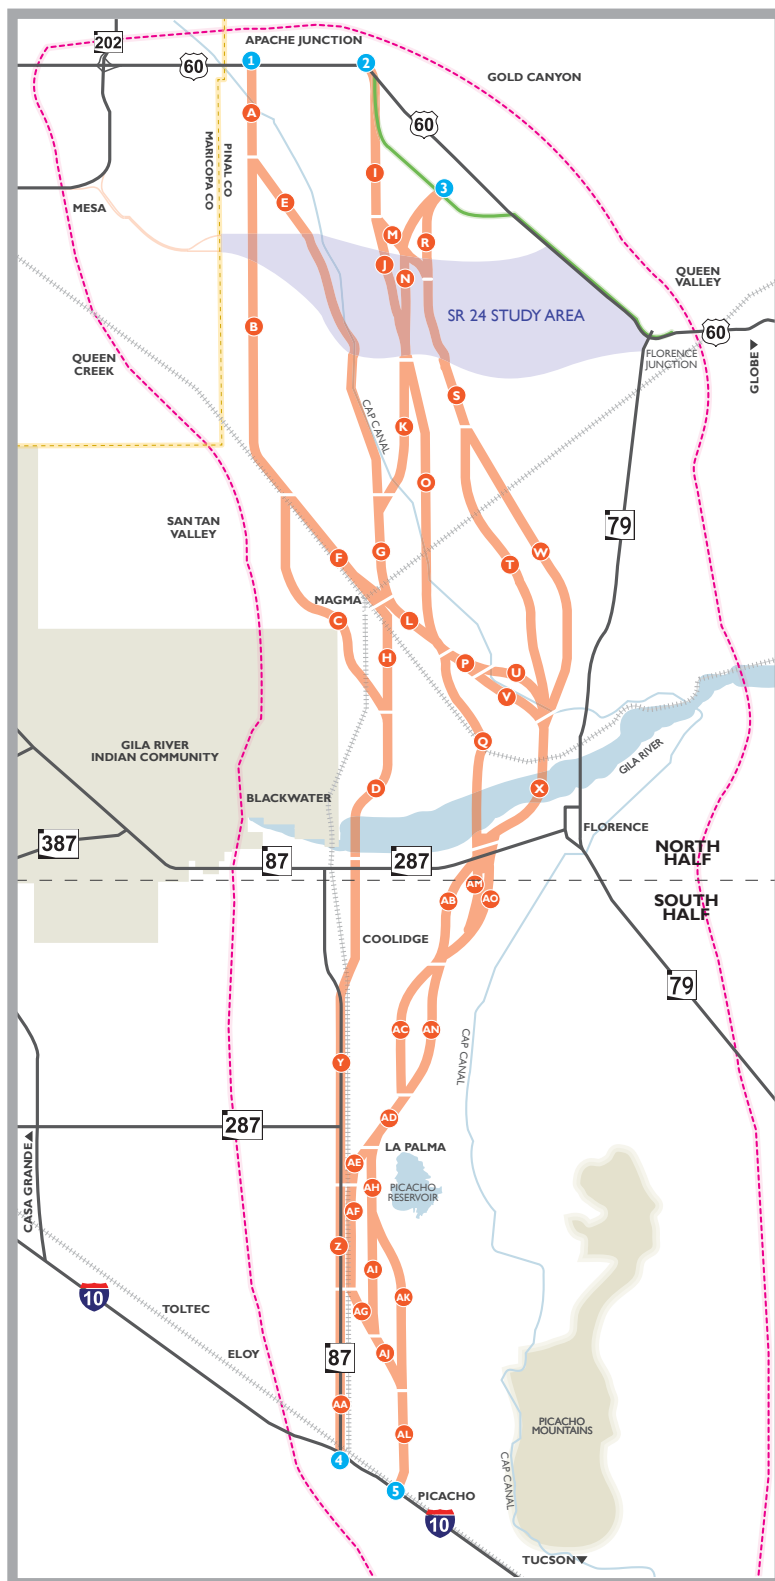 APACHE JUNCTION
202
60
1
2
GOLD CANYON
60
A
MARICOPA CO
PINAL CO
I
3
MESA
E
M
R
J
N
QUEEN
VALLEY
SR 24 STUDY AREA
B
60
FLORENCE
JUNCTION
GLOBE
QUEEN
CREEK
S
CAP CANAL
K
O
SAN TAN
VALLEY
79
F
G
W
T
MAGMA
C
L
H
P
U
V
Q
GILA RIVER
INDIAN COMMUNITY
GILA RIVER
D
X
BLACKWATER
FLORENCE
387
87
287
NORTH
HALF
AM
AB
AO
SOUTH
HALF
COOLIDGE
79
AC
AN
CAP CANAL
Y
287
AD
CASA GRANDE
LA PALMA
AE
AH
PICACHO
RESERVOIR
AF
Z
AI
10
AK
TOLTEC
AG
ELOY
87
AJ
AA
AL
PICACHO
MOUNTAINS
4
CAP CANAL
5
PICACHO
10
TUCSON